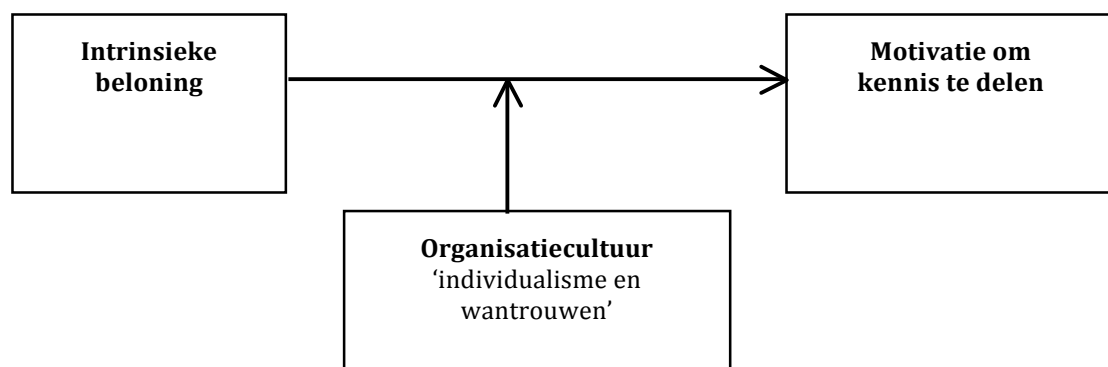 Intrinsieke
beloning
Motivatie om
kennis te delen
Organisatiecultuur
‘individualisme en
wantrouwen’